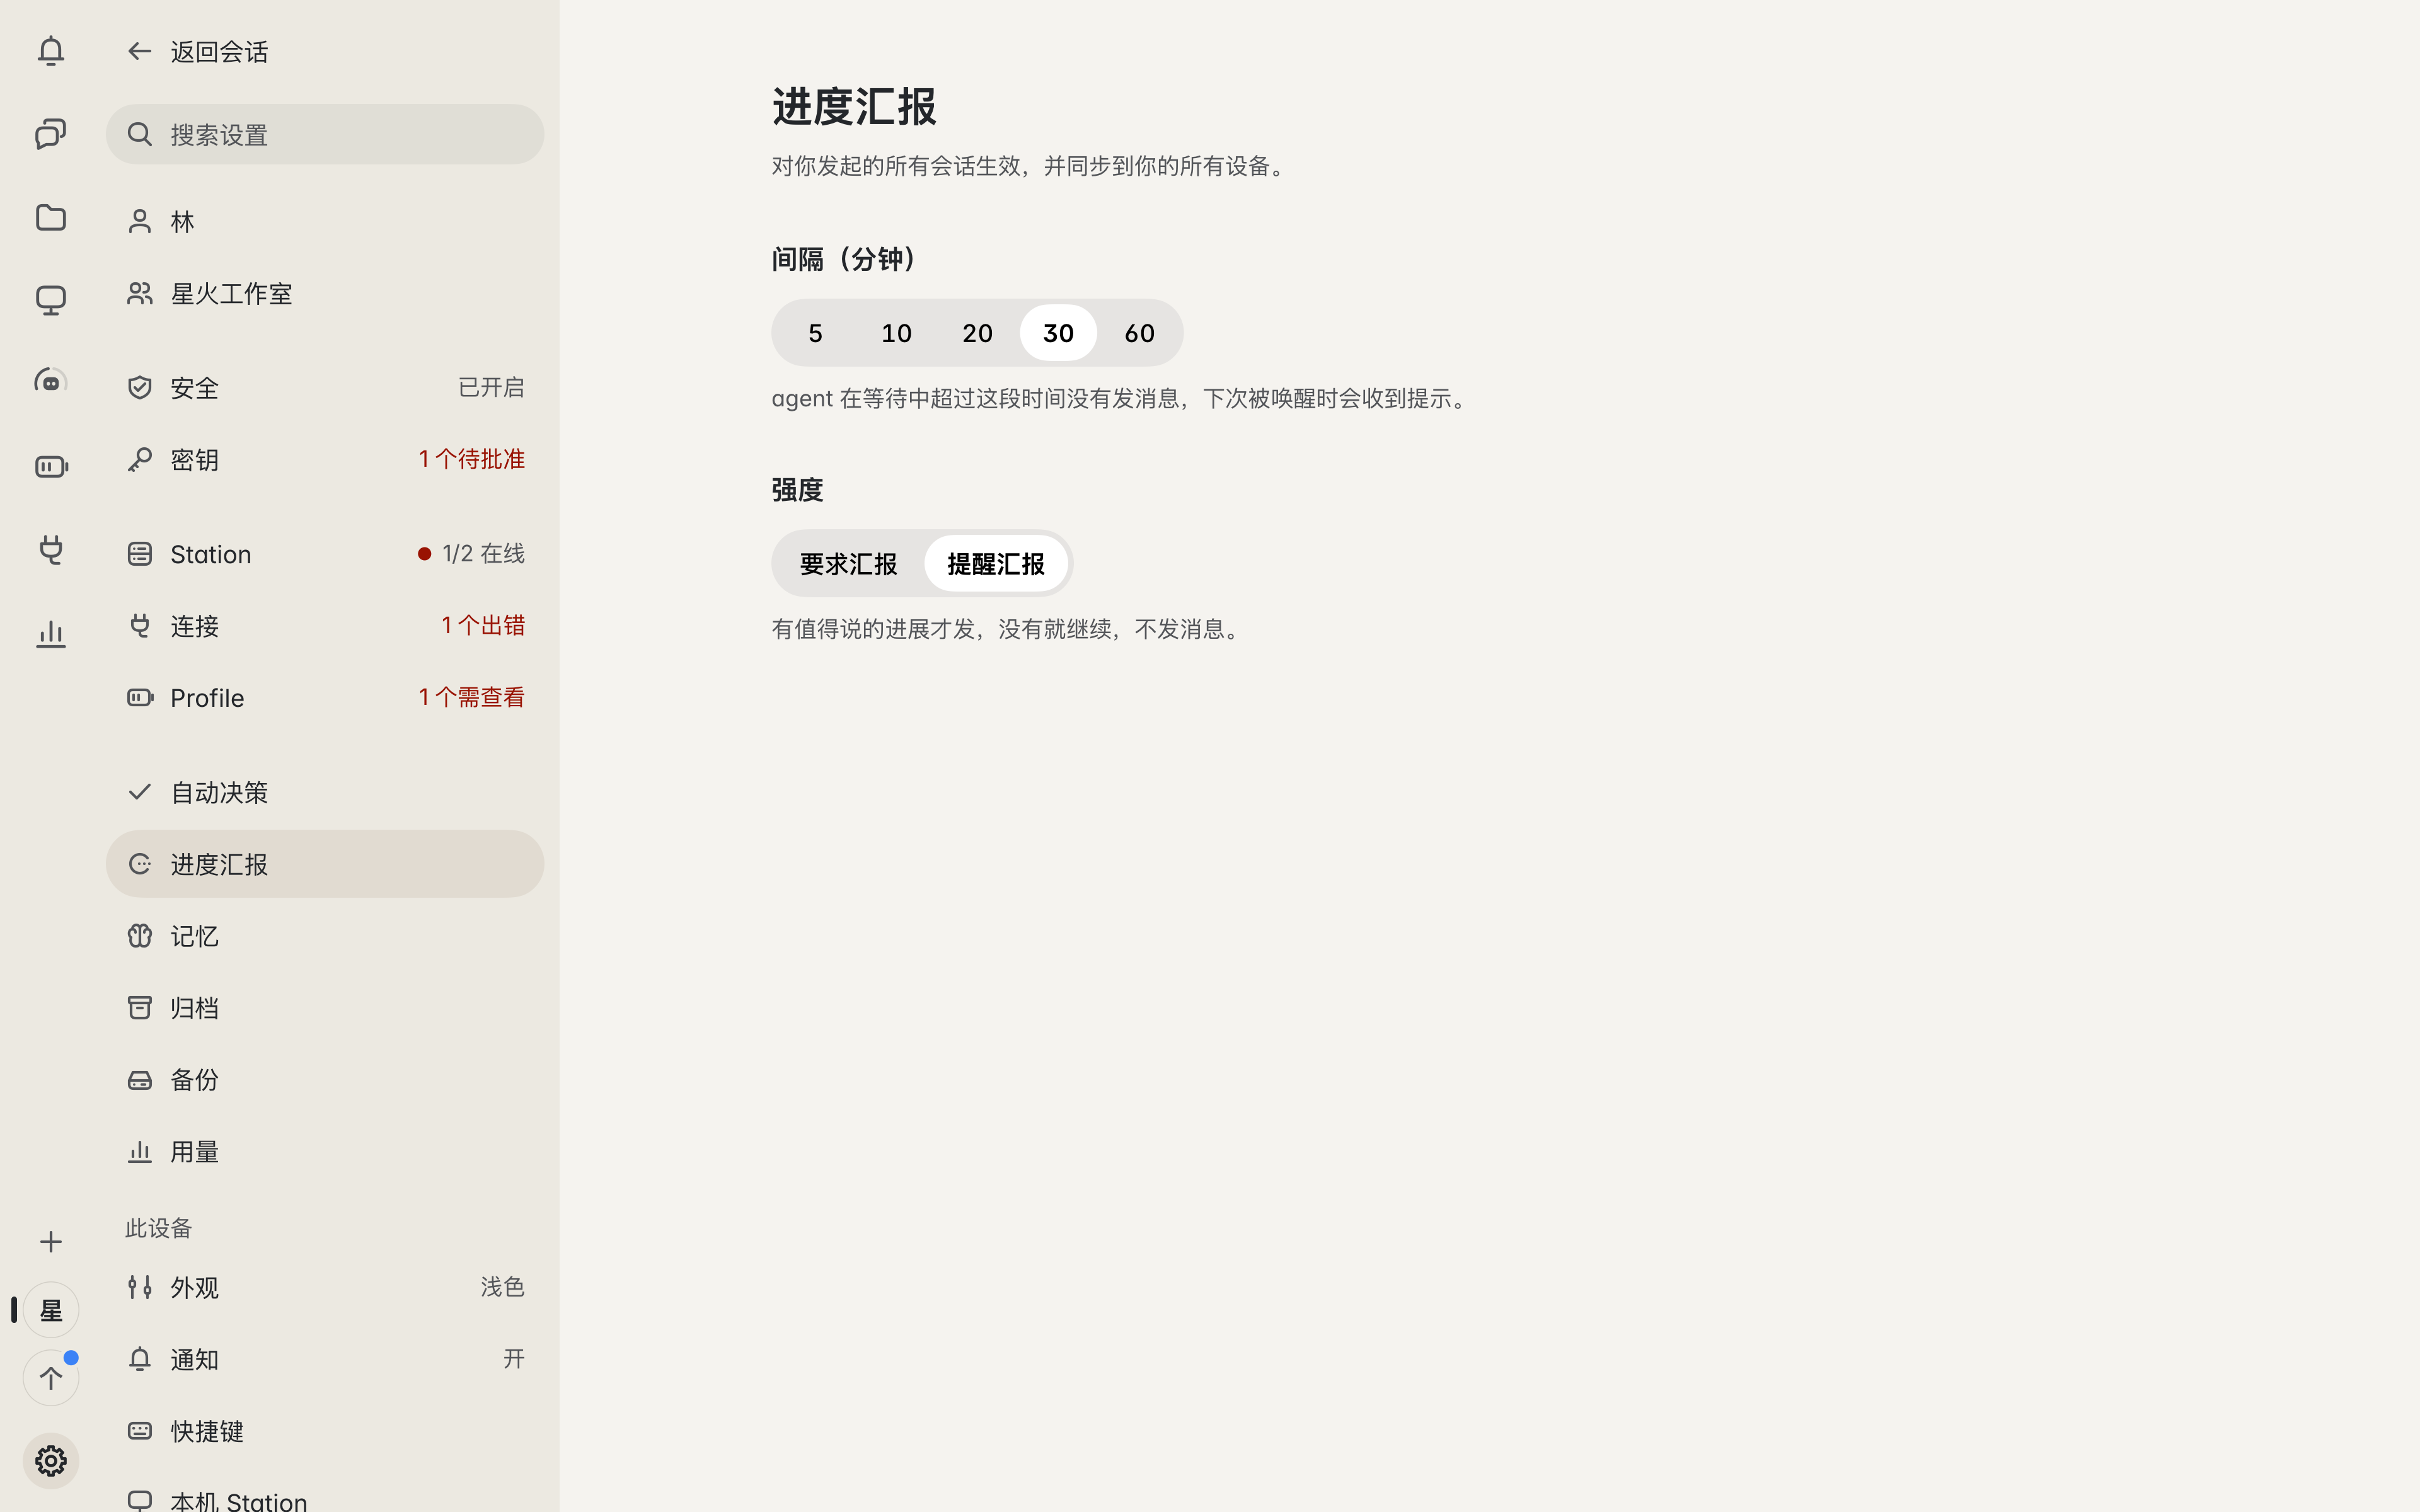 返回会话
搜索设置
林
星火工作室
安全 已开启
密钥 1 个待批准
Station 1/2 在线
连接 1 个出错
Profile 1 个需查看
自动决策
进度汇报
记忆
归档
备份
用量
此设备
外观 浅色
通知 开
快捷键
本机 Station
星
个
进度汇报
对你发起的所有会话生效，并同步到你的所有设备。
间隔（分钟）
5 10 20 30 60
agent 在等待中超过这段时间没有发消息，下次被唤醒时会收到提示。
强度
要求汇报 提醒汇报
有值得说的进展才发，没有就继续，不发消息。